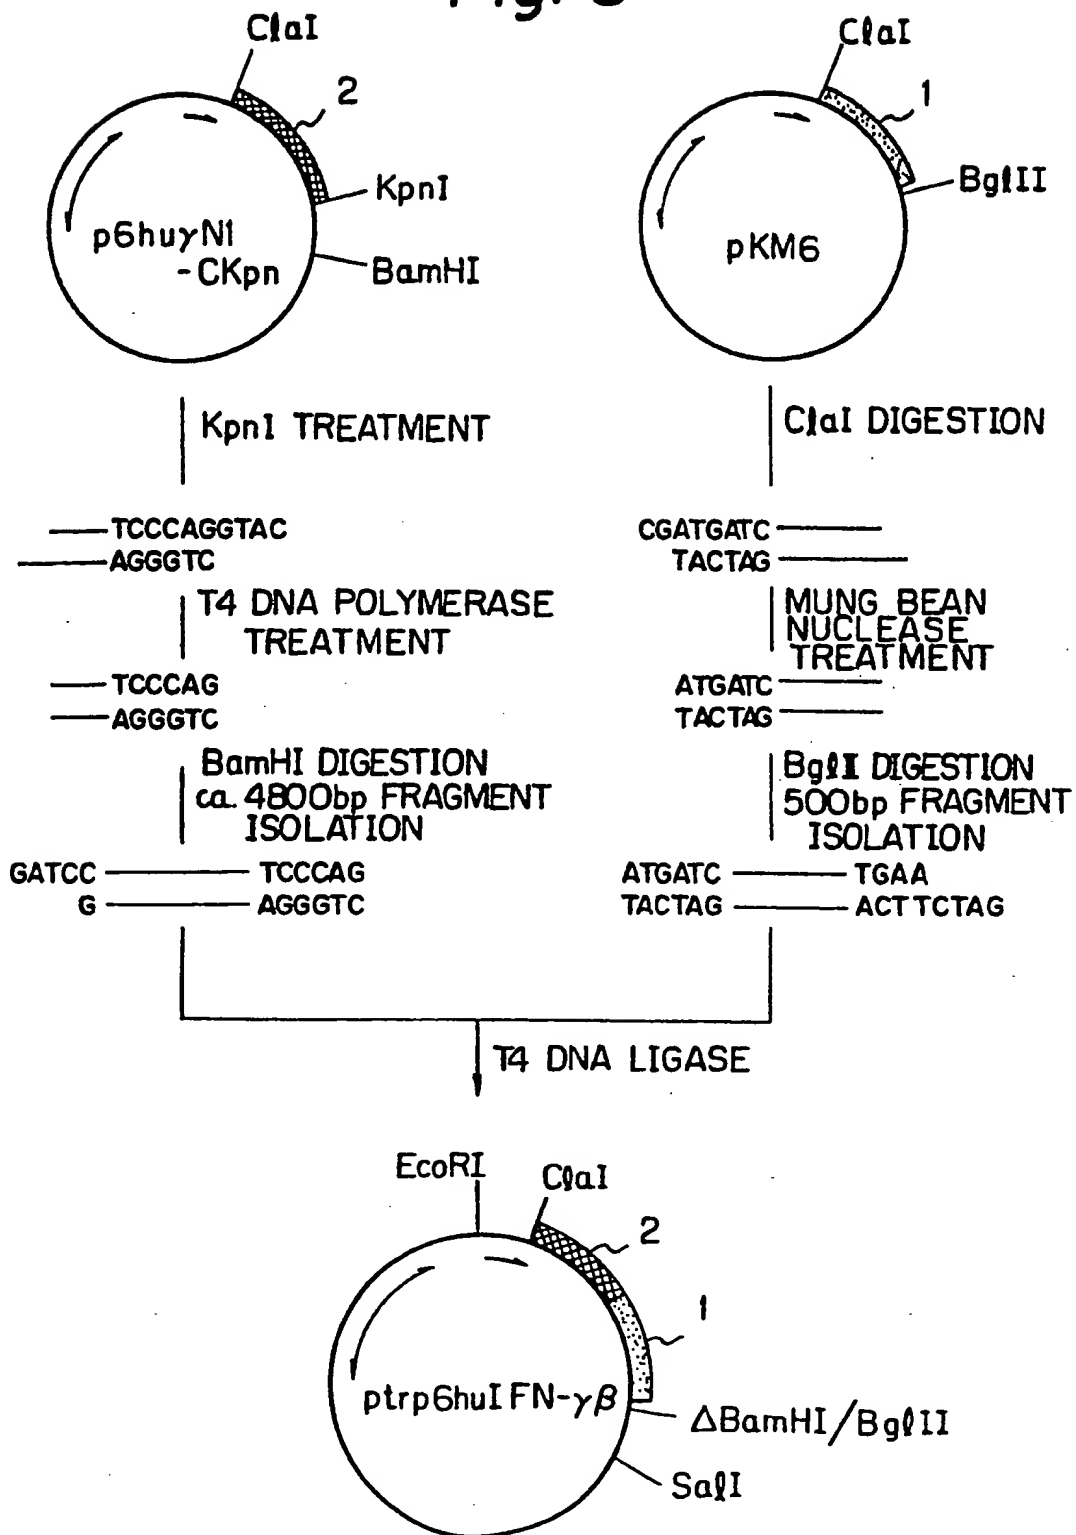 ClaI
2
KpnI
BamHI
p6huγN1
-CKpn
ClaI
1
BglII
pKM6
KpnI TREATMENT
ClaI DIGESTION
TCCCAGGTAC
AGGGTC
CGATGATC
TACTAG
T4 DNA POLYMERASE
TREATMENT
MUNG BEAN
NUCLEASE
TREATMENT
TCCCAG
AGGGTC
ATGATC
TACTAG
BamHI DIGESTION
ca. 4800bp FRAGMENT
ISOLATION
DIGESTION
500bp FRAGMENT
ISOLATION
GATCC TCCCAG
G AGGGTC
ATGATC TGAA
TACTAG ACTTCTAG
T4 DNA LIGASE
EcoRI
ClaI
2
1
ptrp6huIFN-γβ
ΔBamHI/BglII
SalI